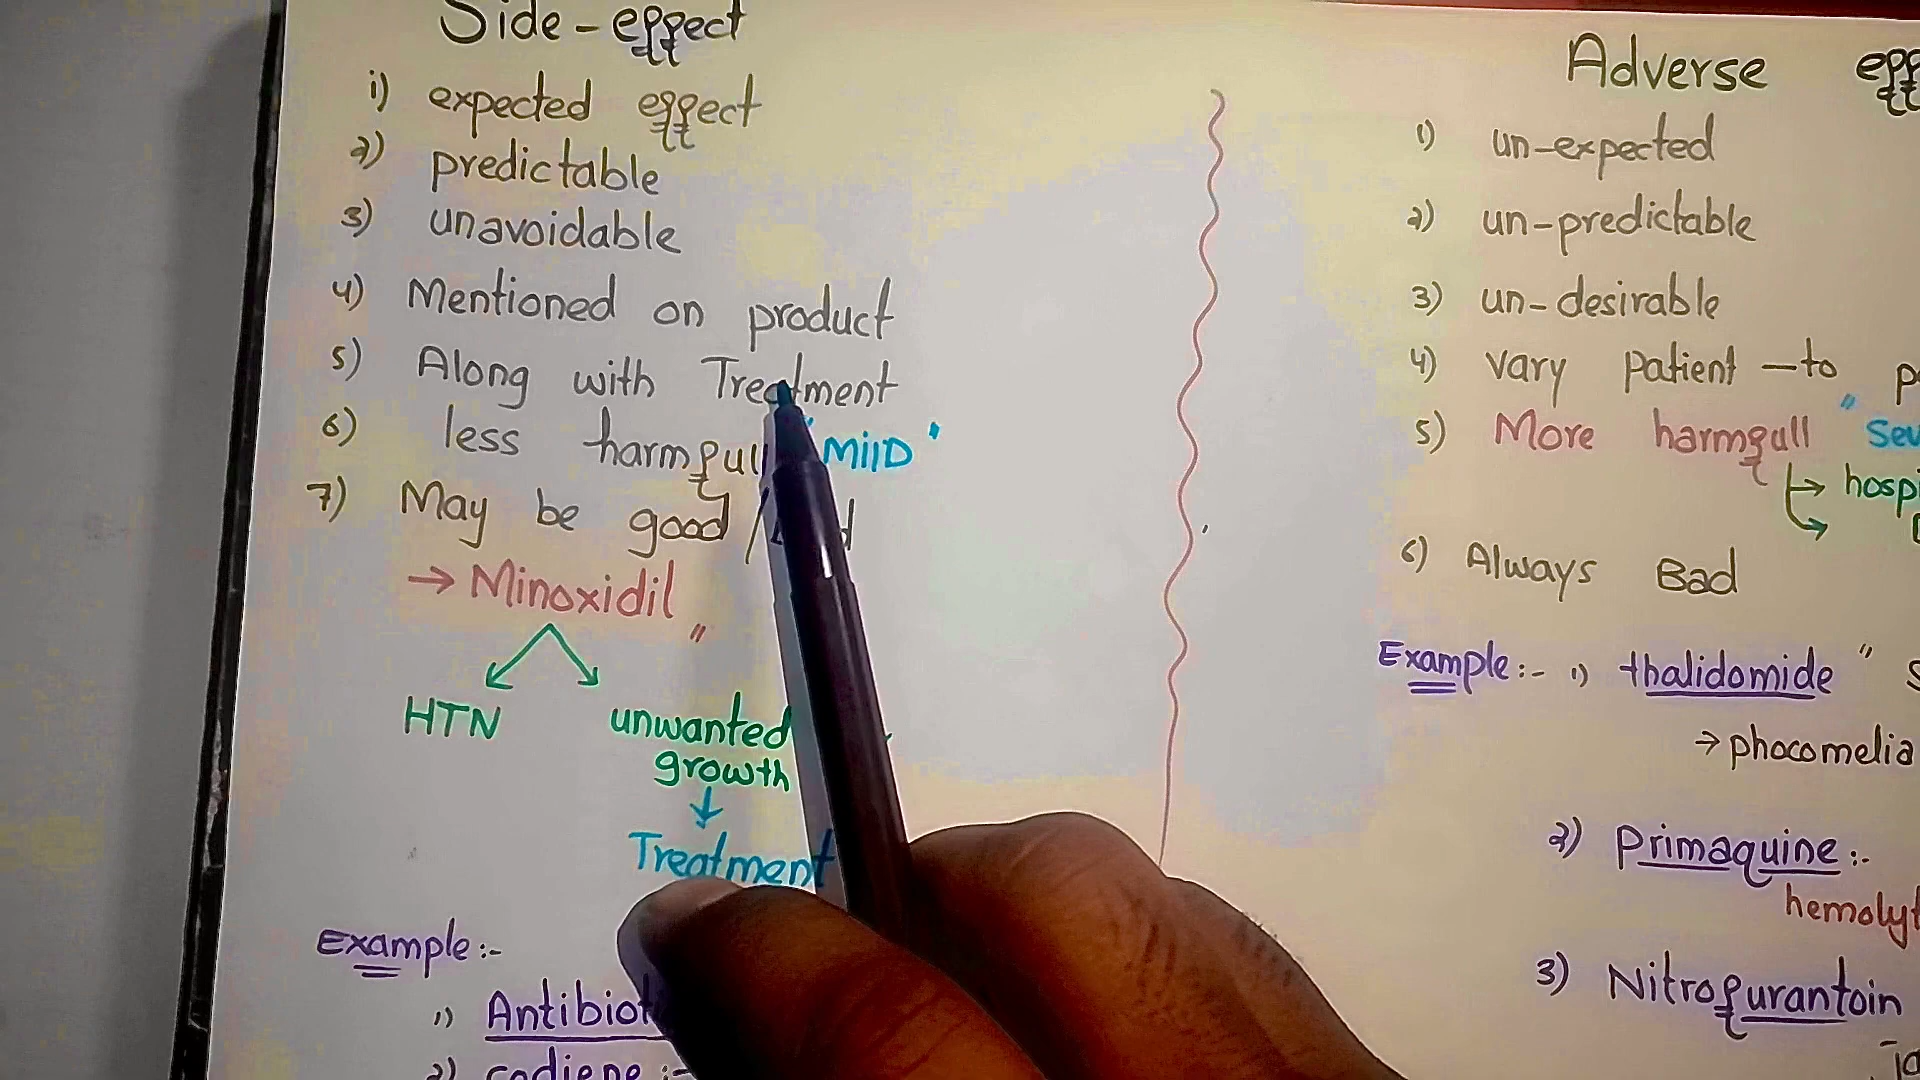 Side-effect
i) expected effect
2) predictable
3) unavoidable
4) Mentioned on product
5) Along with Treatment
6) less harmfull "MilD"
7) May be good /
→ Minoxidil "
HTN
unwanted
growth
Treatment
Example:-
1)
2) codiene :-
Adverse
1) un-expected
2) un-predictable
3) un-desirable
4) vary patient -to
5) More harmfull "
6) Always Bad
Example:- 1) thalidomide "
→ phocomelia
2) Primaquine:-
3) Nitrofurantoin